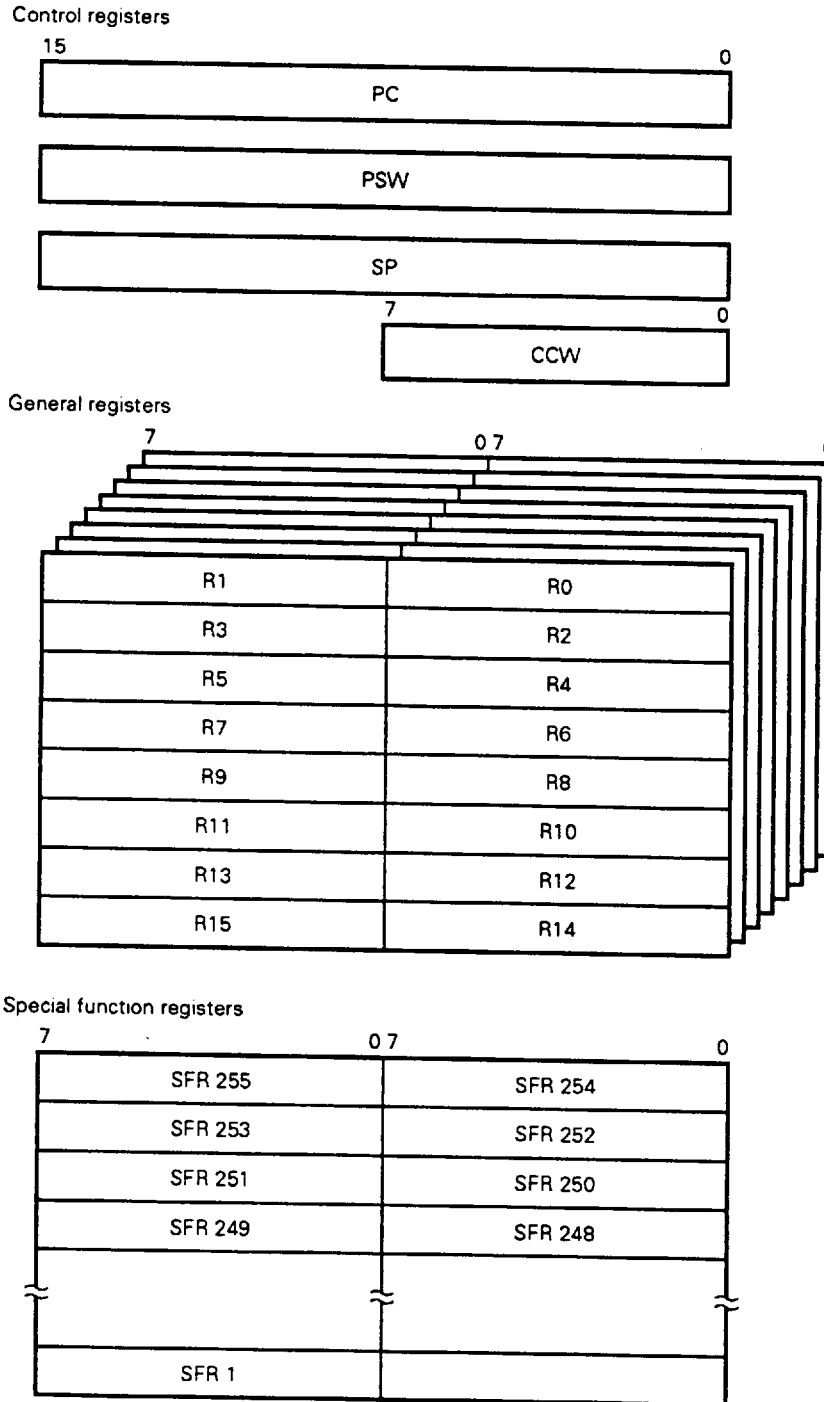 Control registers
15 0
PC
PSW
SP
7 0
CCW
General registers
7 0 7
R1 R0
R3 R2
R5 R4
R7 R6
R9 R8
R11 R10
R13 R12
R15 R14
Special function registers
7 0 7 0
SFR 255 SFR 254
SFR 253 SFR 252
SFR 251 SFR 250
SFR 249 SFR 248
SFR 1